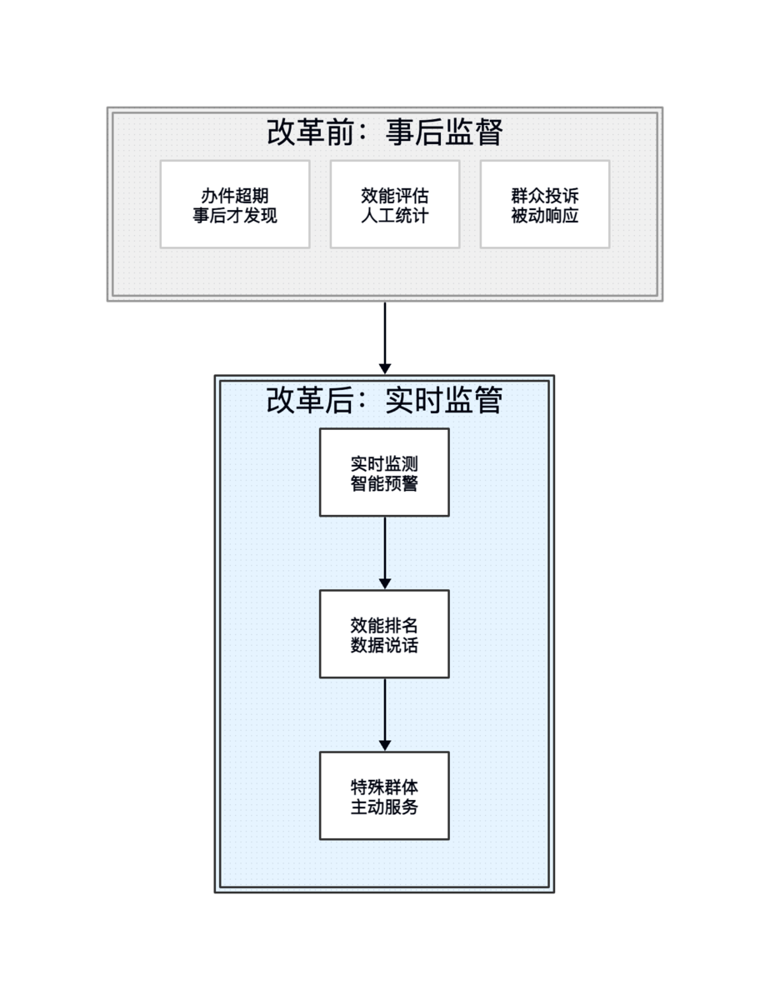 改革前：事后监督
办件超期
事后才发现
效能评估
人工统计
群众投诉
被动响应
改革后：实时监管
实时监测
智能预警
效能排名
数据说话
特殊群体
主动服务